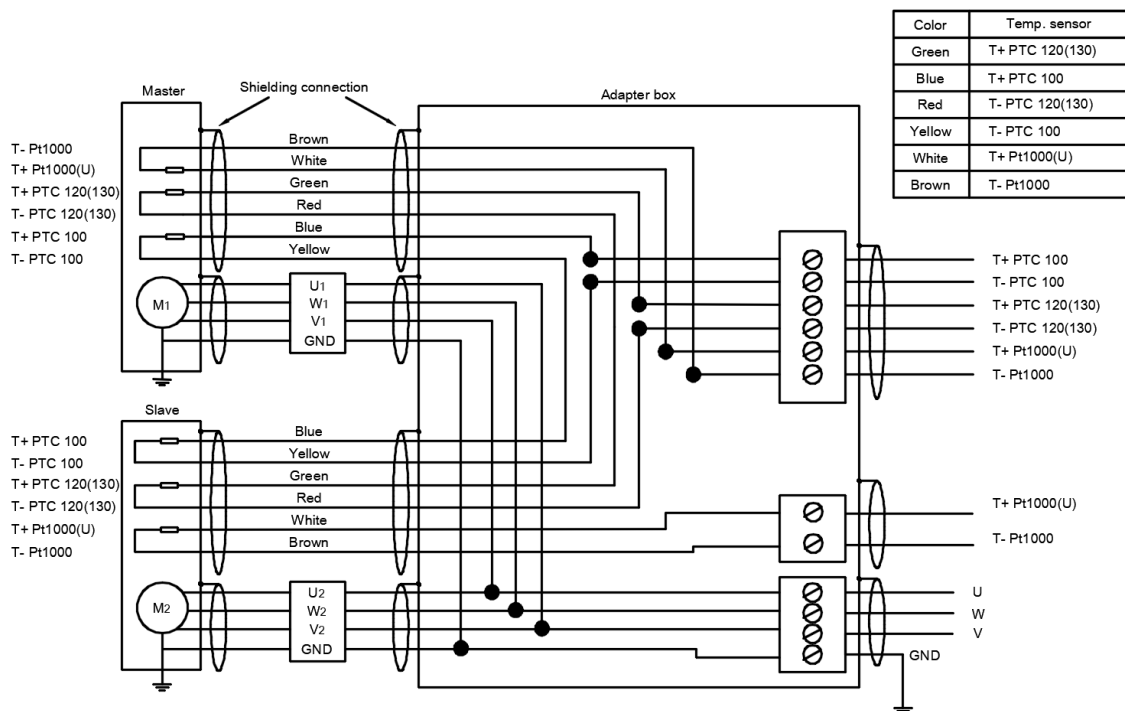 Color Temp. sensor
Green T+ PTC 120(130)
Blue T+ PTC 100
Red T- PTC 120(130)
Yellow T- PTC 100
White T+ Pt1000(U)
Brown T- Pt1000
Shielding connection
Master
Adapter box
T- Pt1000
T+ Pt1000(U)
T+ PTC 120(130)
T- PTC 120(130)
T+ PTC 100
T- PTC 100
Brown
White
Green
Red
Blue
Yellow
M1
U1
W1
V1
GND
T+ PTC 100
T- PTC 100
T+ PTC 120(130)
T- PTC 120(130)
T+ Pt1000(U)
T- Pt1000
Slave
T+ PTC 100
T- PTC 100
T+ PTC 120(130)
T- PTC 120(130)
T+ Pt1000(U)
T- Pt1000
Blue
Yellow
Green
Red
White
Brown
T+ Pt1000(U)
T- Pt1000
M2
U2
W2
V2
GND
U
W
V
GND